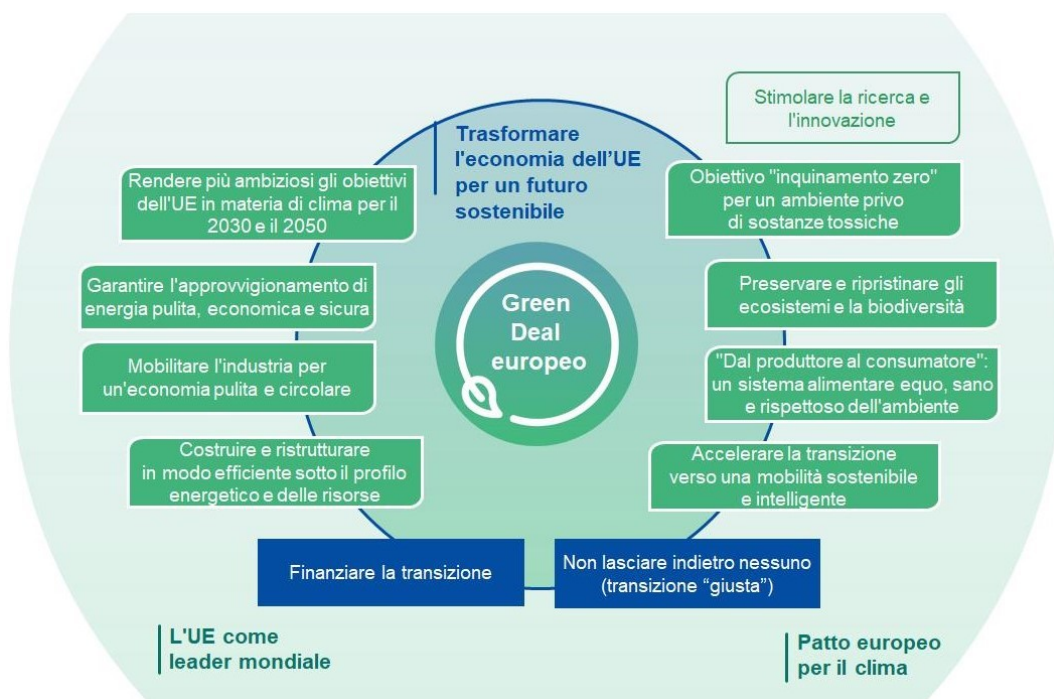 Stimolare la ricerca e
l'innovazione
Trasformare
l'economia dell'UE
per un futuro
sostenibile
Rendere più ambiziosi gli obiettivi
dell'UE in materia di clima per il
2030 e il 2050
Obiettivo "inquinamento zero"
per un ambiente privo
di sostanze tossiche
Garantire l'approvvigionamento di
energia pulita, economica e sicura
Preservare e ripristinare gli
ecosistemi e la biodiversità
Green
Deal
europeo
Mobilitare l'industria per
un'economia pulita e circolare
"Dal produttore al consumatore":
un sistema alimentare equo, sano
e rispettoso dell'ambiente
Costruire e ristrutturare
in modo efficiente sotto il profilo
energetico e delle risorse
Accelerare la transizione
verso una mobilità sostenibile
e intelligente
Finanziare la transizione
Non lasciare indietro nessuno
(transizione “giusta”)
L'UE come
leader mondiale
Patto europeo
per il clima